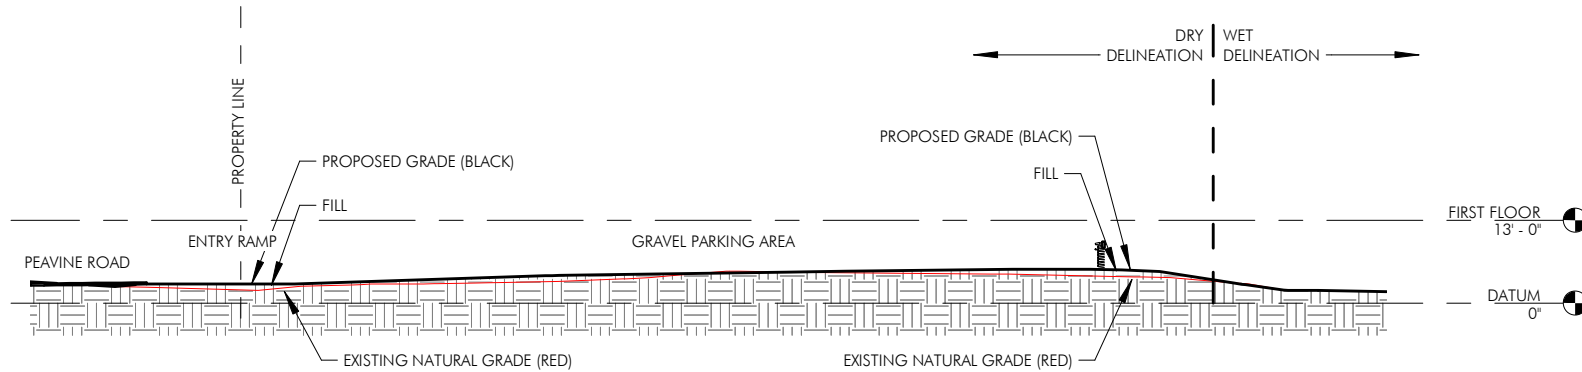 DRY
DELINEATION
WET
DELINEATION
PROPERTY LINE
PROPOSED GRADE (BLACK)
FILL
PROPOSED GRADE (BLACK)
FILL
FIRST FLOOR
13' - 0"
ENTRY RAMP
GRAVEL PARKING AREA
PEAVINE ROAD
DATUM
0"
EXISTING NATURAL GRADE (RED)
EXISTING NATURAL GRADE (RED)